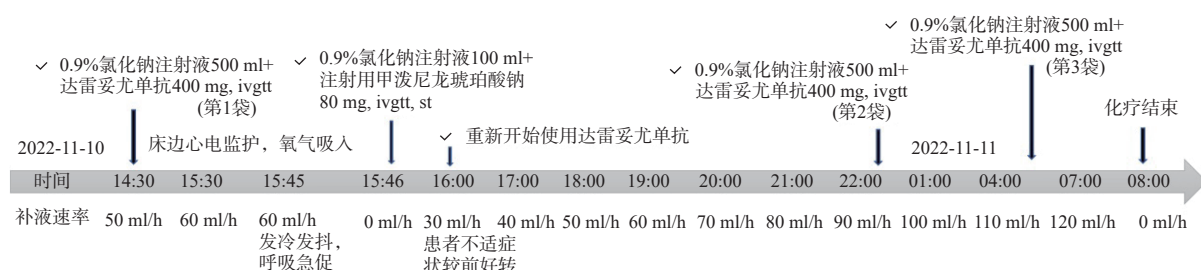 ✓ 0.9%氯化钠注射液500 ml+
达雷妥尤单抗400 mg, ivgtt
(第1袋)
✓ 0.9%氯化钠注射液100 ml+
注射用甲泼尼龙琥珀酸钠
80 mg, ivgtt, st
✓ 0.9%氯化钠注射液500 ml+
达雷妥尤单抗400 mg, ivgtt
(第2袋)
✓ 0.9%氯化钠注射液500 ml+
达雷妥尤单抗400 mg, ivgtt
(第3袋)
化疗结束
2022-11-10
床边心电监护，氧气吸入
✓ 重新开始使用达雷妥尤单抗
2022-11-11
时间 14:30 15:30 15:45 15:46 16:00 17:00 18:00 19:00 20:00 21:00 22:00 01:00 04:00 07:00 08:00
补液速率 50 ml/h 60 ml/h 60 ml/h 0 ml/h 30 ml/h 40 ml/h 50 ml/h 60 ml/h 70 ml/h 80 ml/h 90 ml/h 100 ml/h 110 ml/h 120 ml/h 0 ml/h
发冷发抖，
呼吸急促
患者不适症
状较前好转